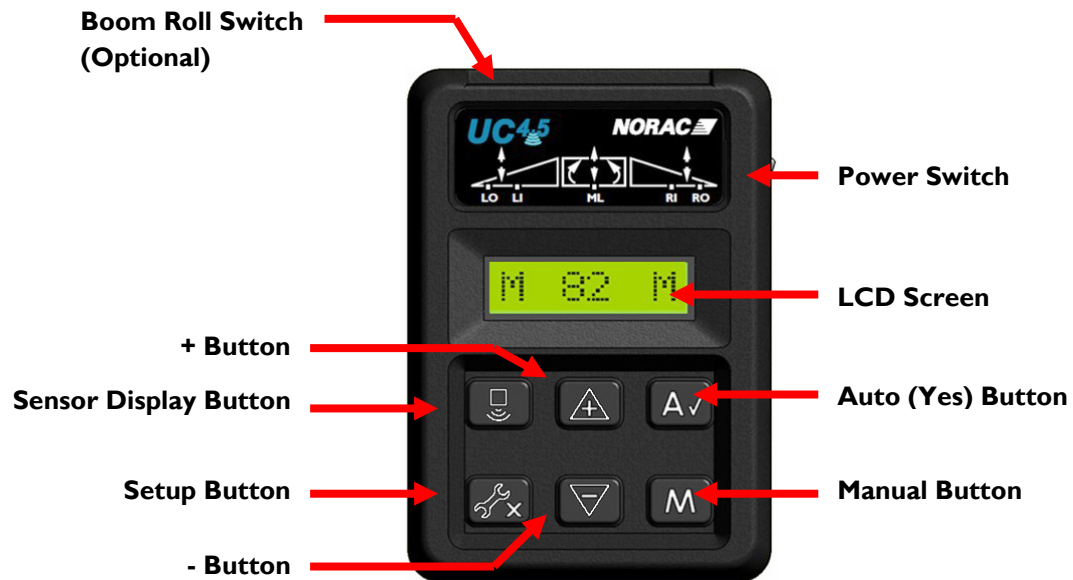 Boom Roll Switch
(Optional)
UC4.5 NORAC
LO LI ML RI RO
Power Switch
M 82 M
LCD Screen
+ Button
Sensor Display Button
A
Auto (Yes) Button
Setup Button
M
Manual Button
- Button